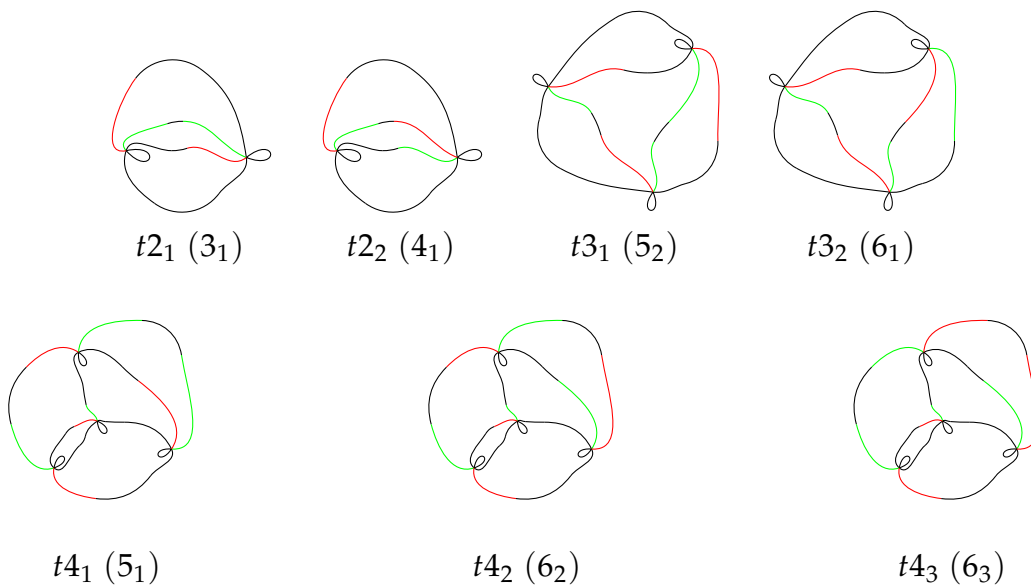 t2₁ (3₁) t2₂ (4₁) t3₁ (5₂) t3₂ (6₁)
t4₁ (5₁) t4₂ (6₂) t4₃ (6₃)